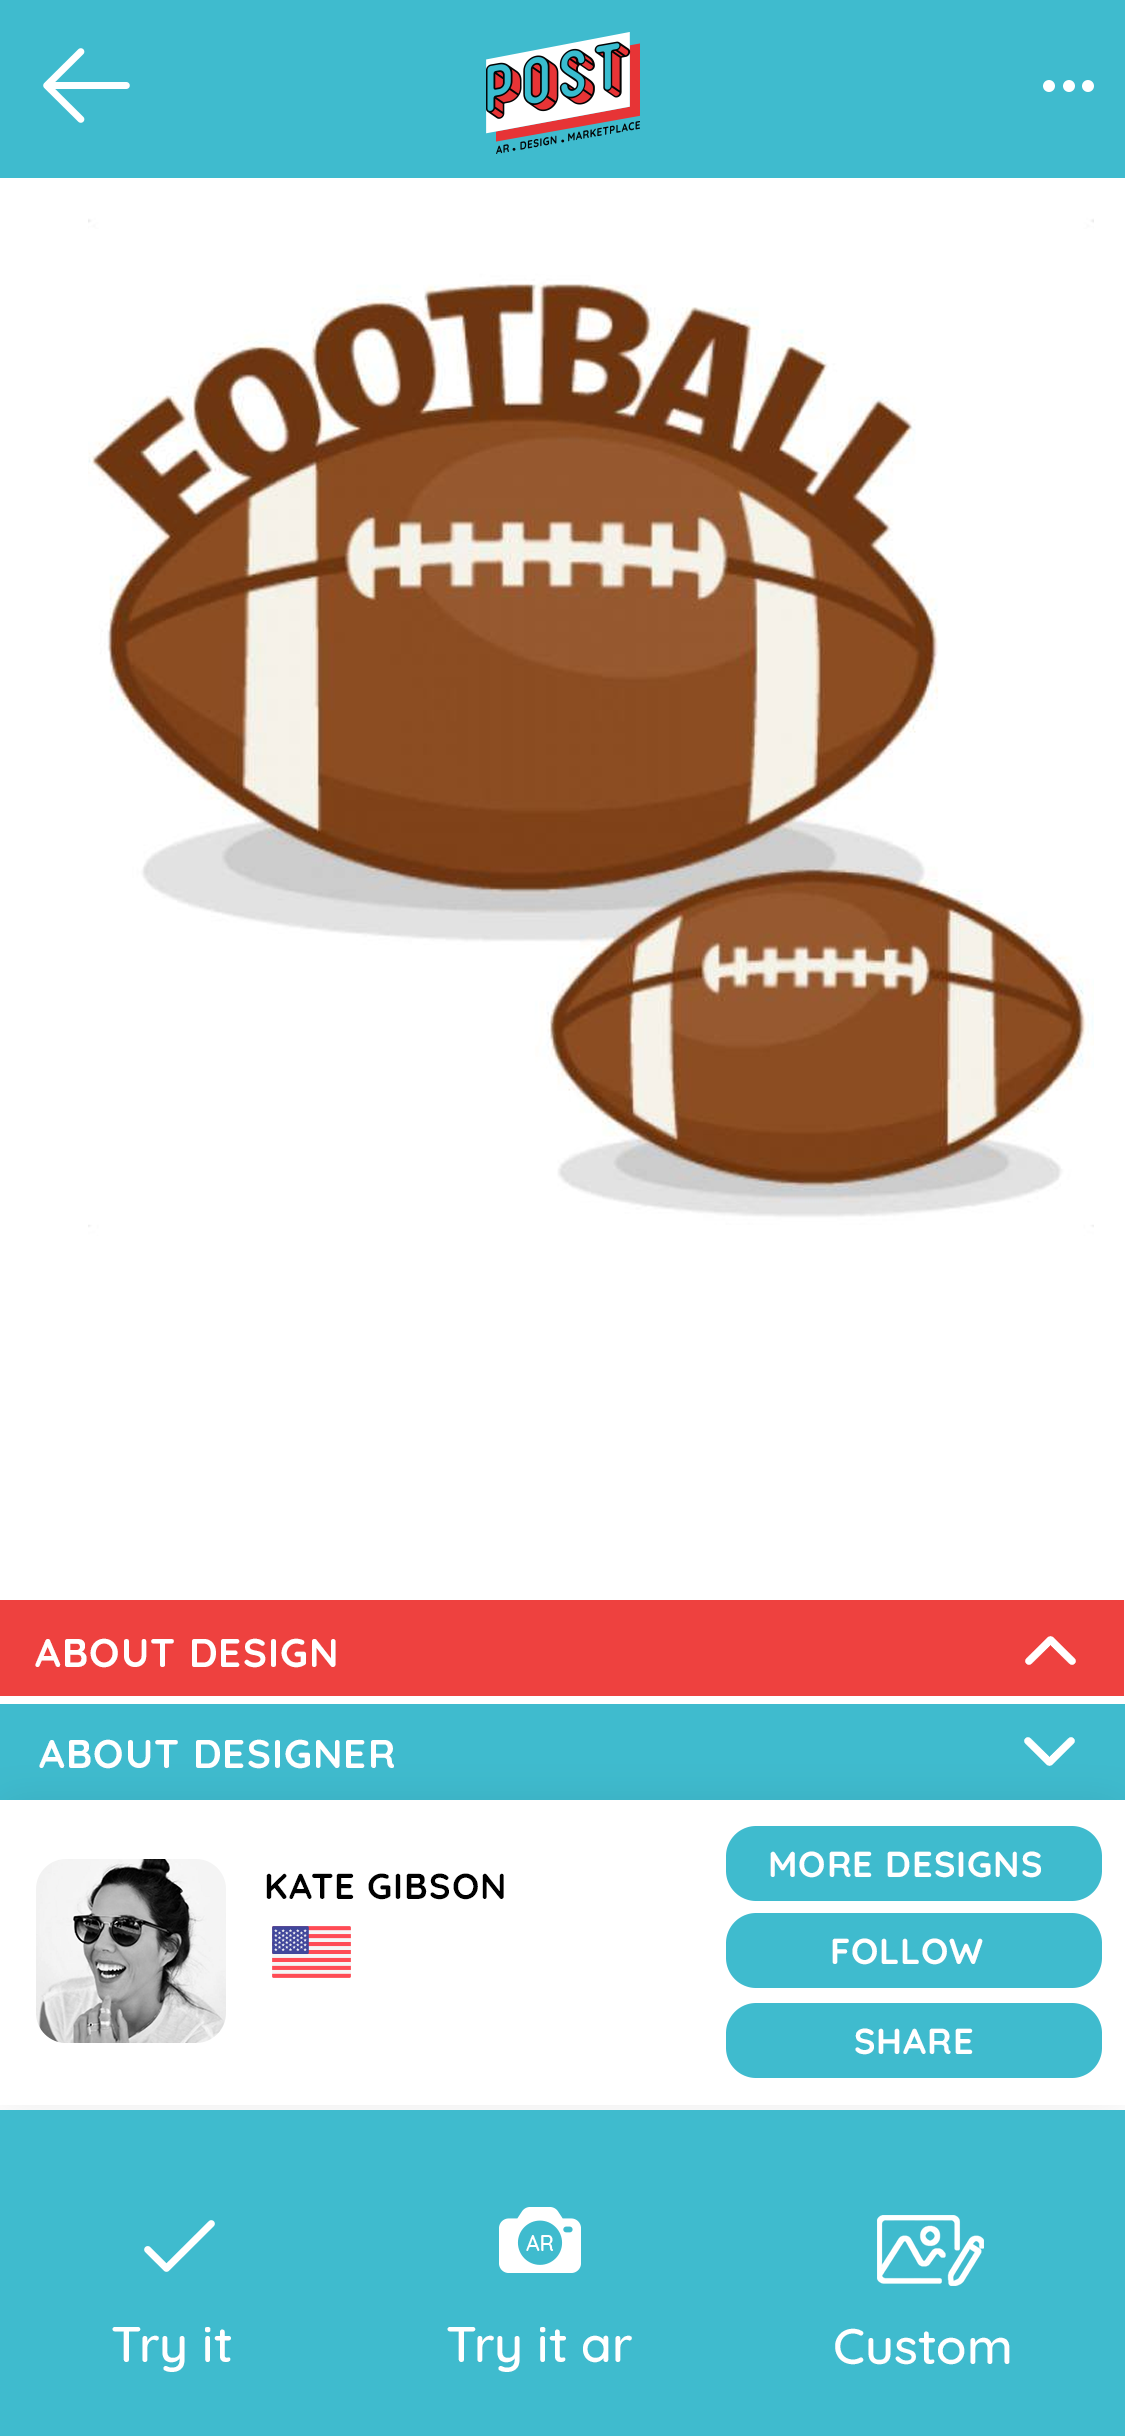 POST
AR • DESIGN • MARKETPLACE
FOOTBALL
ABOUT DESIGN
ABOUT DESIGNER
KATE GIBSON
MORE DESIGNS
FOLLOW
SHARE
AR
Try it
Try it ar
Custom